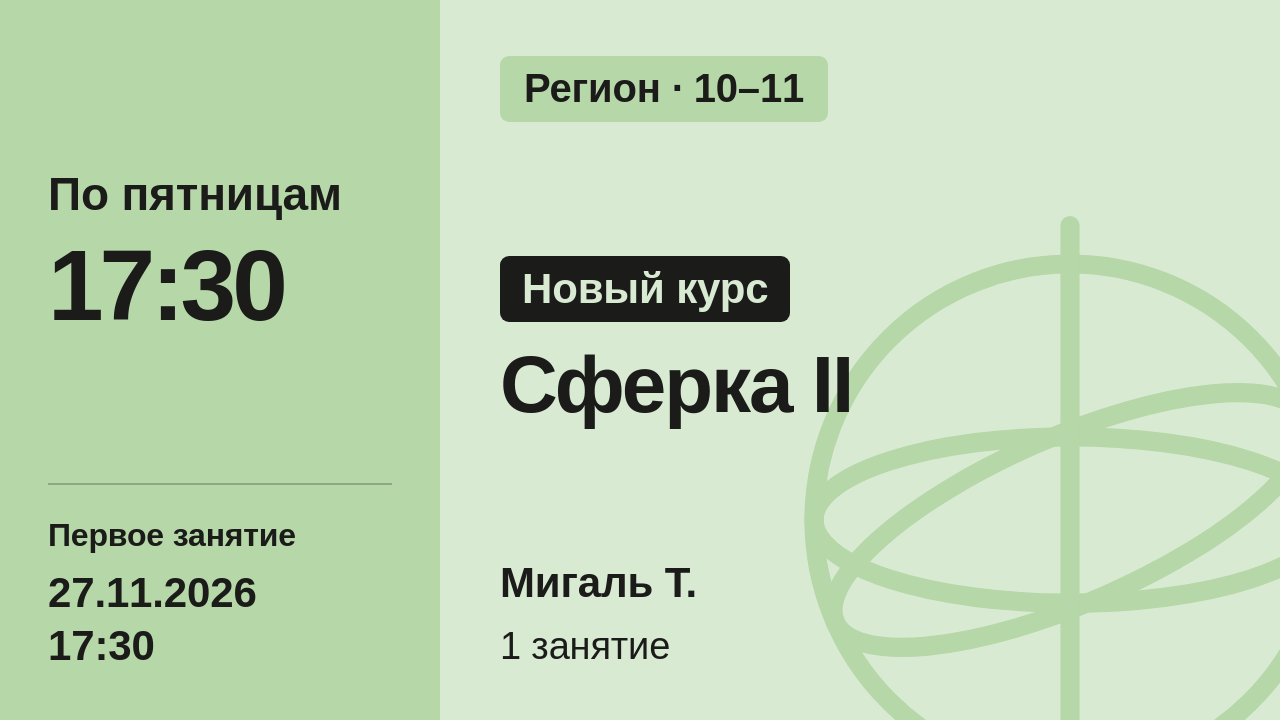 По пятницам
17:30
Первое занятие
27.11.2026
17:30
Регион · 10–11
Новый курс
Сферка II
Мигаль Т.
1 занятие